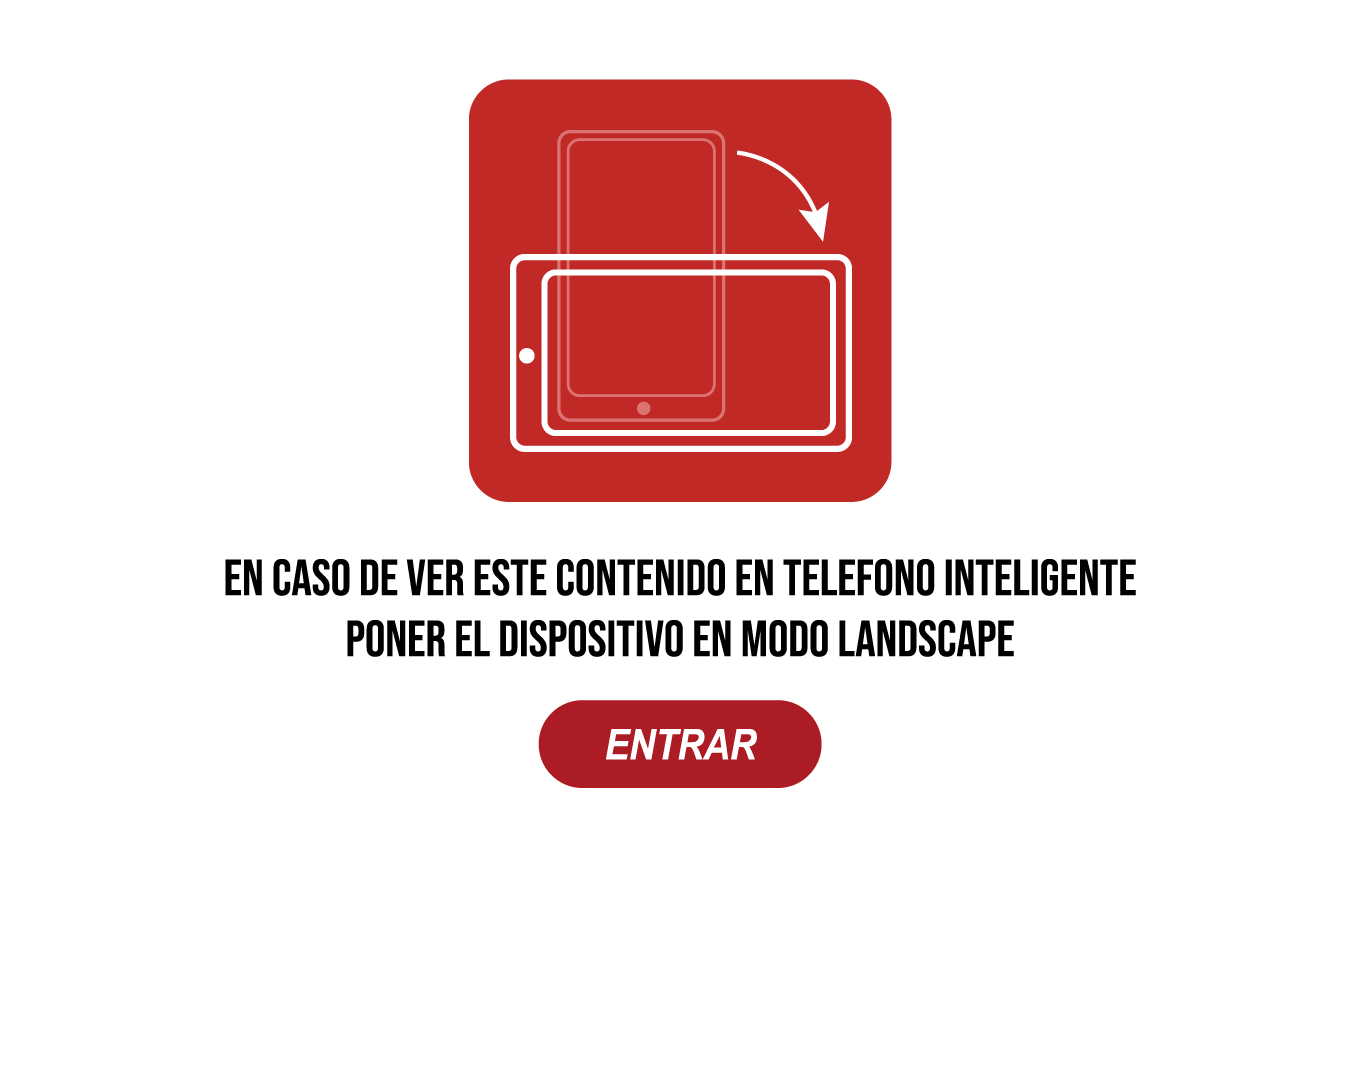 EN CASO DE VER ESTE CONTENIDO EN TELEFONO INTELIGENTE
PONER EL DISPOSITIVO EN MODO LANDSCAPE
ENTRAR